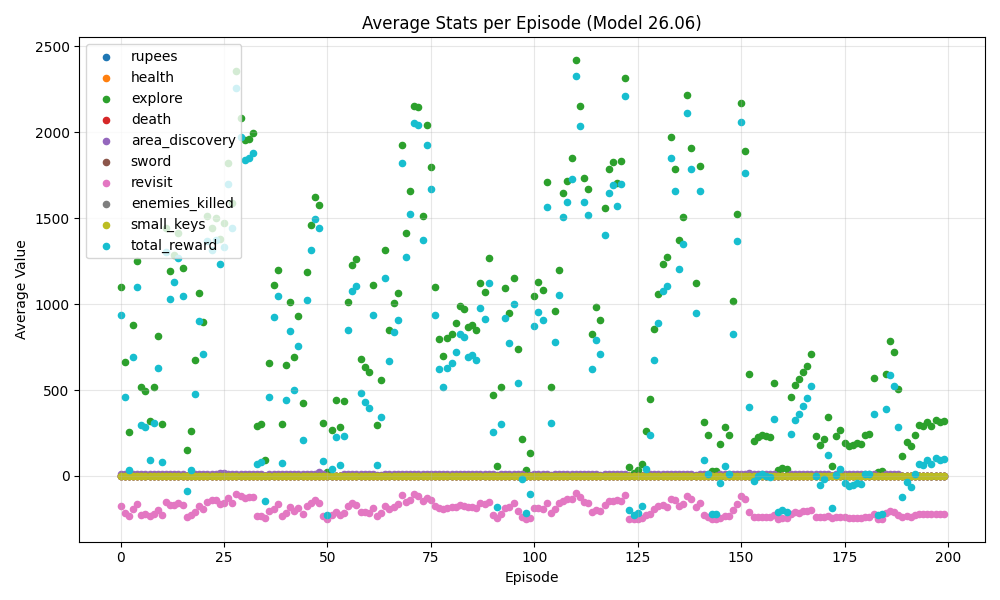 Average Stats per Episode (Model 26.06)
Average Value
2500
2000
1500
1000
500
0
rupees
health
explore
death
area_discovery
sword
revisit
enemies_killed
small_keys
total_reward
0 25 50 75 100 125 150 175 200
Episode